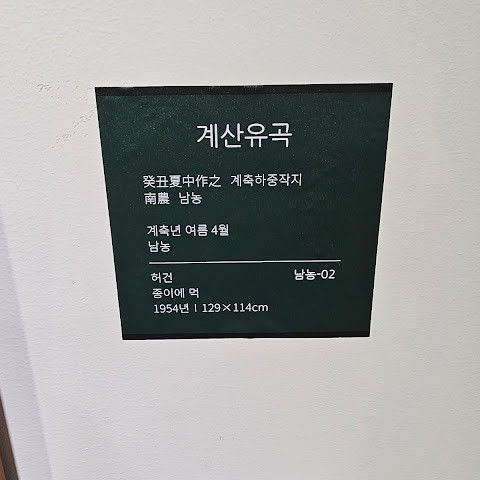 계산유곡
癸丑夏中作之 계축하중작지
南農 남농
계축년 여름 4월
남농
허건 남농-02
종이에 먹
1954년 | 129×114cm